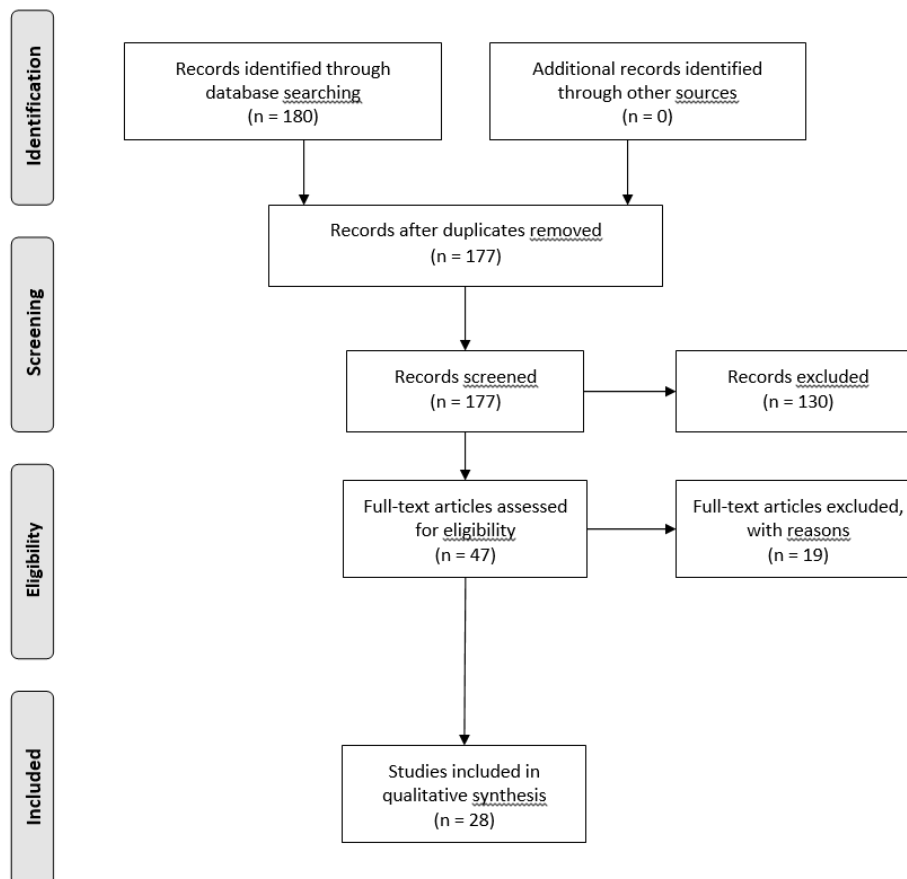 Identification
Records identified through
database searching
(n = 180)
Additional records identified
through other sources
(n = 0)
Records after duplicates removed
(n = 177)
Screening
Records screened
(n = 177)
Records excluded
(n = 130)
Eligibility
Full-text articles assessed
for eligibility
(n = 47)
Full-text articles excluded,
with reasons
(n = 19)
Included
Studies included in
qualitative synthesis
(n = 28)